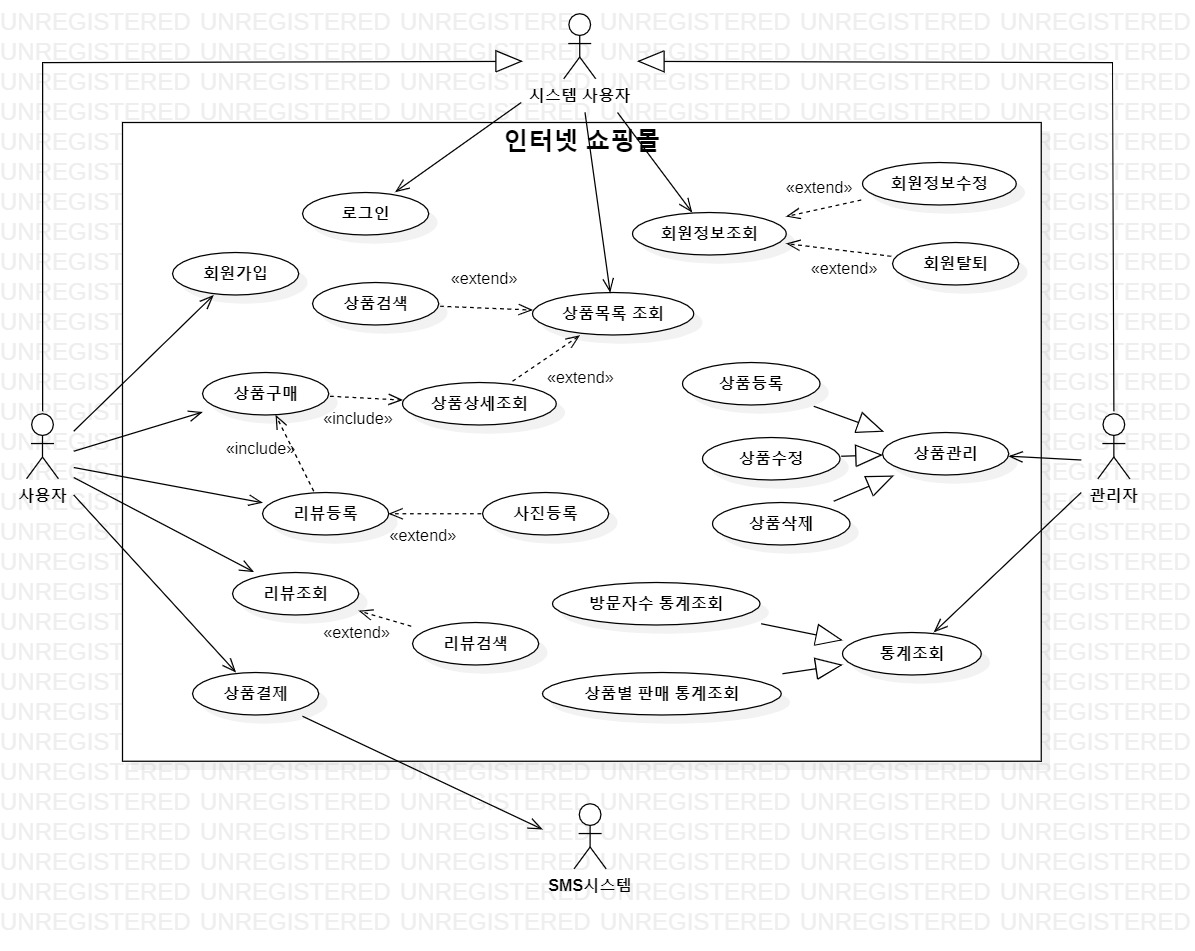 시스템 사용자
인터넷 쇼핑몰
«extend»
회원정보수정
로그인
회원정보조회
«extend»
회원탈퇴
회원가입
«extend»
상품검색
상품목록 조회
«extend»
상품등록
상품구매
상품상세조회
«include»
«include»
상품수정
상품관리
사용자
관리자
리뷰등록
사진등록
상품삭제
«extend»
리뷰조회
방문자수 통계조회
«extend»
리뷰검색
통계조회
상품결제
상품별 판매 통계조회
SMS시스템
UNREGISTERED